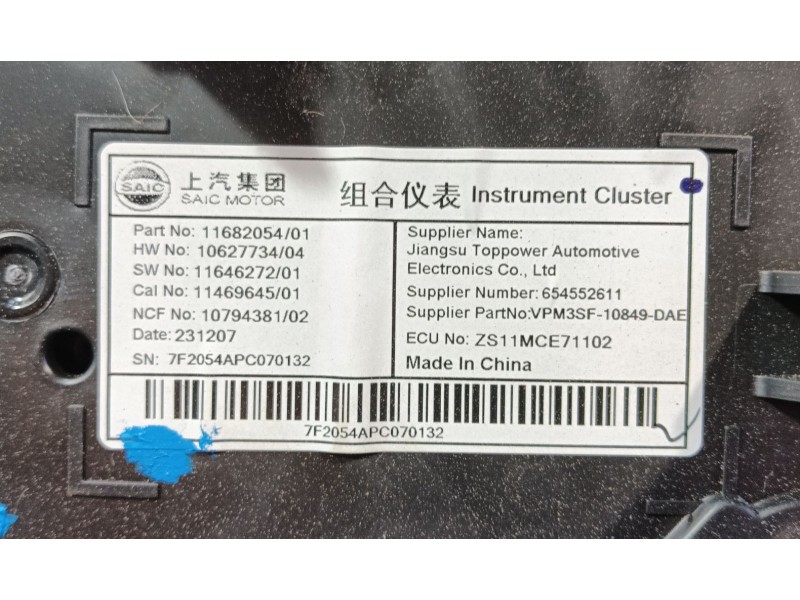 SAIC
上汽集团
SAIC MOTOR
组合仪表 Instrument Cluster
Part No: 11682054/01
HW No: 10627734/04
SW No: 11646272/01
Cal No: 11469645/01
NCF No: 10794381/02
Date: 231207
SN: 7F2054APC070132
Supplier Name:
Jiangsu Toppower Automotive
Electronics Co., Ltd
Supplier Number: 654552611
Supplier PartNo:VPM3SF-10849-DAE
ECU No: ZS11MCE71102
Made In China
7F2054APC070132